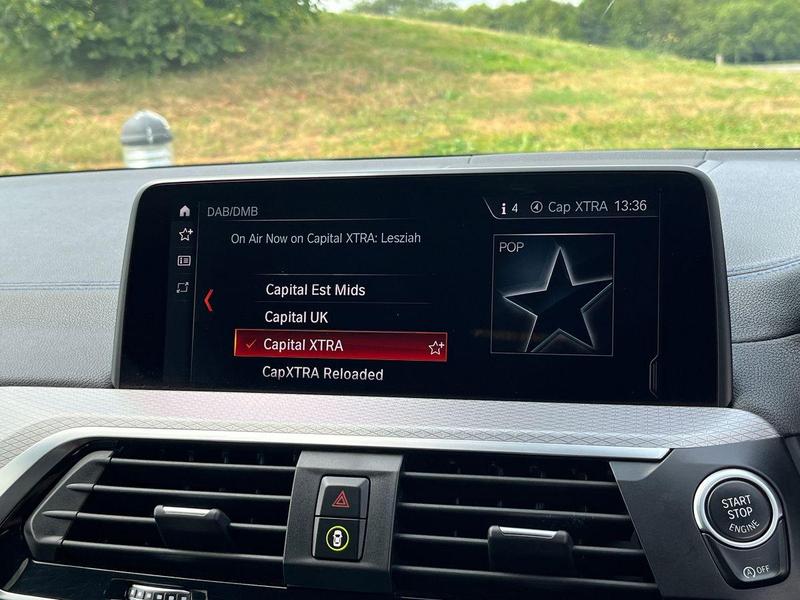 DAB/DMB
i 4 Cap XTRA 13:36
On Air Now on Capital XTRA: Lesziah
POP
Capital Est Mids
Capital UK
Capital XTRA
CapXTRA Reloaded
START
STOP
ENGINE
A OFF